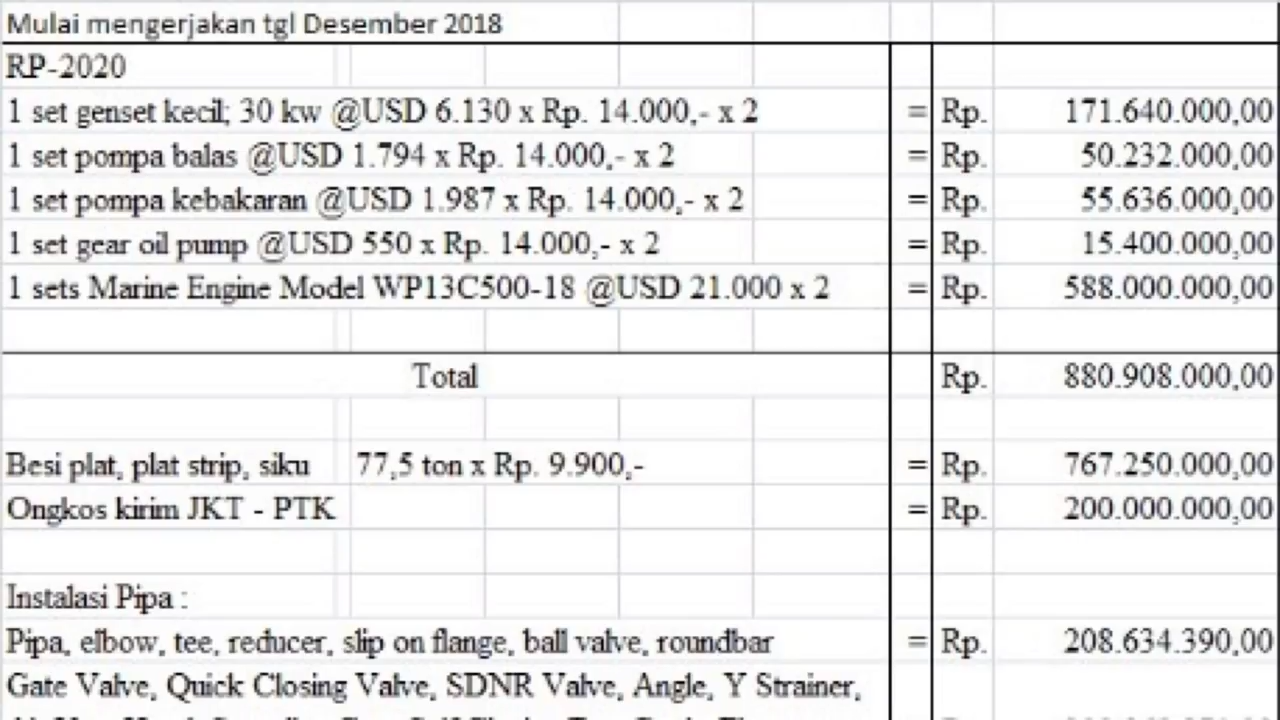 Mulai mengerjakan tgl Desember 2018
RP-2020
1 set genset kecil; 30 kw @USD 6.130 x Rp. 14.000,- x 2 = Rp. 171.640.000,00
1 set pompa balas @USD 1.794 x Rp. 14.000,- x 2 = Rp. 50.232.000,00
1 set pompa kebakaran @USD 1.987 x Rp. 14.000,- x 2 = Rp. 55.636.000,00
1 set gear oil pump @USD 550 x Rp. 14.000,- x 2 = Rp. 15.400.000,00
1 sets Marine Engine Model WP13C500-18 @USD 21.000 x 2 = Rp. 588.000.000,00
Total Rp. 880.908.000,00
Besi plat, plat strip, siku 77,5 ton x Rp. 9.900,- = Rp. 767.250.000,00
Ongkos kirim JKT - PTK = Rp. 200.000.000,00
Instalasi Pipa :
Pipa, elbow, tee, reducer, slip on flange, ball valve, roundbar = Rp. 208.634.390,00
Gate Valve, Quick Closing Valve, SDNR Valve, Angle, Y Strainer,